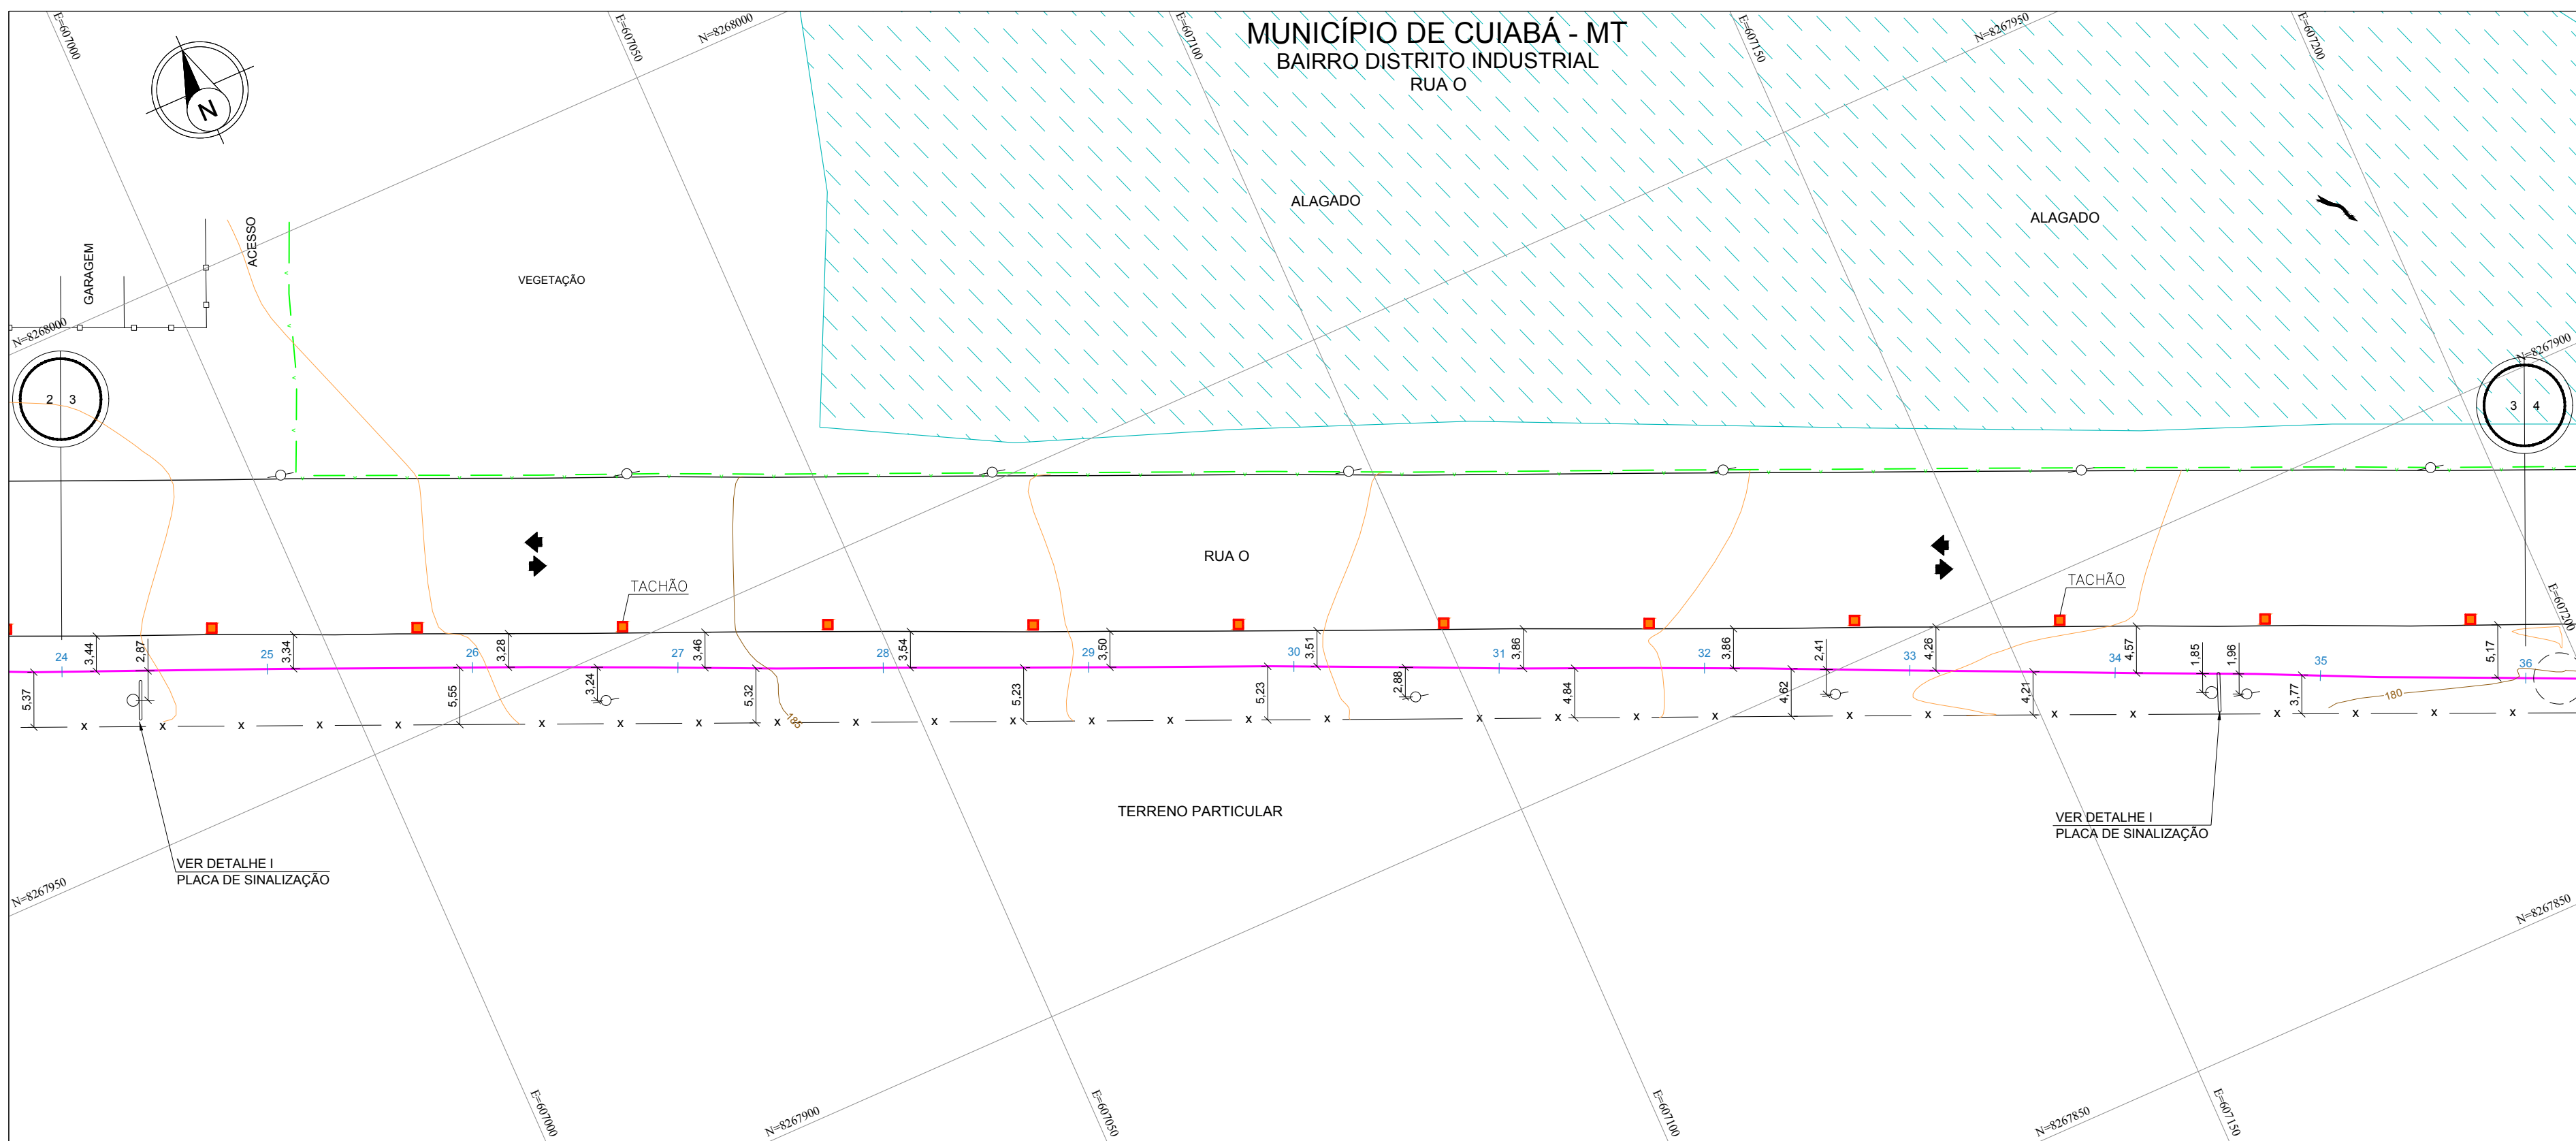 MUNICÍPIO DE CUIABÁ - MT
BAIRRO DISTRITO INDUSTRIAL
RUA O
E=607000
E=607050
N=8268000
E=607100
E=607150
N=8267950
E=607200
N
ALAGADO
ALAGADO
GARAGEM
ACESSO
VEGETAÇÃO
N=8268000
N=8267900
2 3
3 4
RUA O
TACHÃO
TACHÃO
E=607200
24
3,44
2,87
25
3,34
26
3,28
27
3,46
28
3,54
29
3,50
30
3,51
31
3,86
32
3,86
2,41
33
4,26
34
4,57
1,85
1,96
35
5,17
36
5,37
5,55
3,24
5,32
5,23
5,23
2,88
4,84
4,62
4,21
3,77
180
185
x x x x x x x x x x x x x x x x x x x x x x x x x x x x x x x
TERRENO PARTICULAR
VER DETALHE I
PLACA DE SINALIZAÇÃO
VER DETALHE I
PLACA DE SINALIZAÇÃO
N=8267950
N=8267850
E=607000
N=8267900
E=607050
E=607100
N=8267850
E=607150